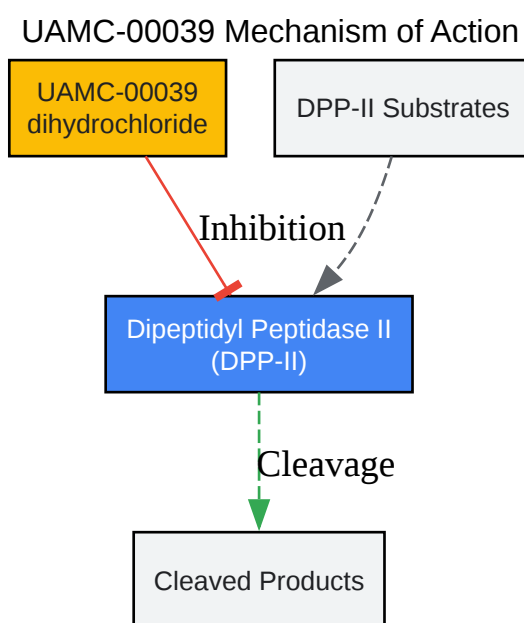 UAMC-00039 Mechanism of Action
UAMC-00039
dihydrochloride
DPP-II Substrates
Inhibition
Dipeptidyl Peptidase II
(DPP-II)
Cleavage
Cleaved Products